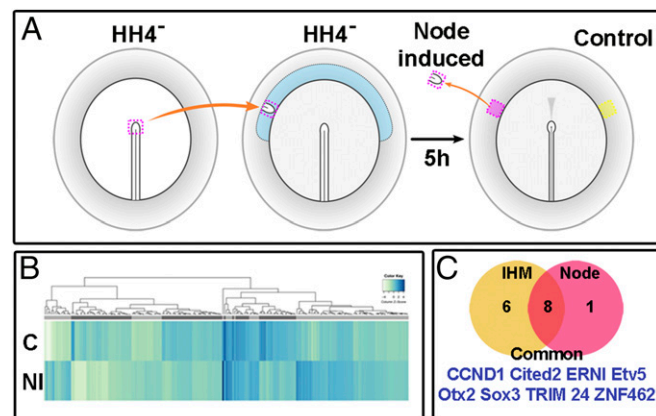 A
HH4⁻
HH4⁻
Node
induced
Control
5h
B
Color Key
C
NI
C
IHM
Node
6
8
1
Common
CCND1 Cited2 ERNI Etv5
Otx2 Sox3 TRIM 24 ZNF462